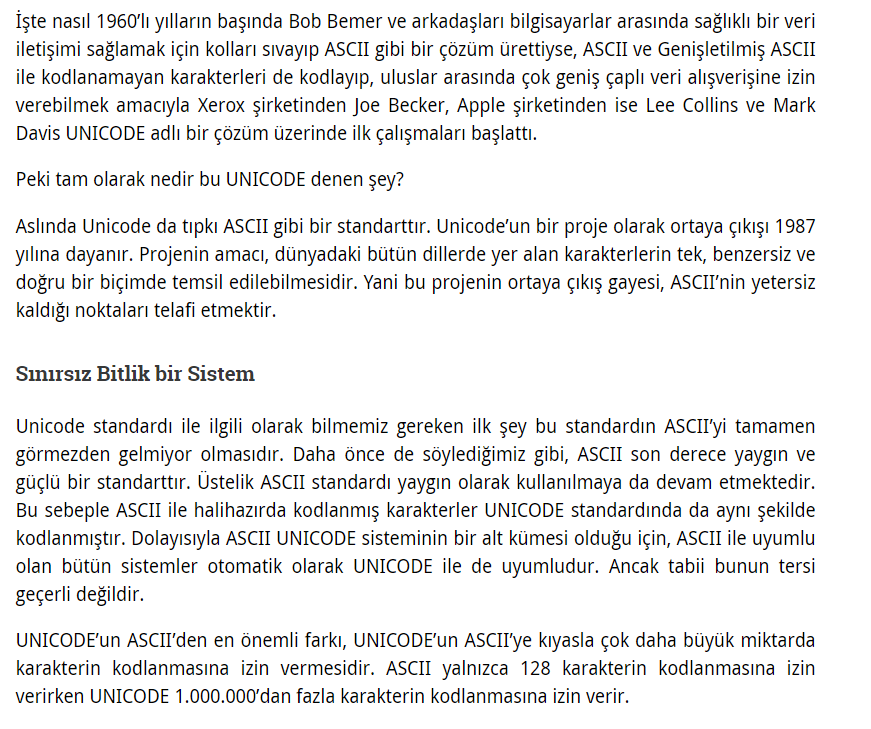 İşte nasıl 1960’lı yılların başında Bob Bemer ve arkadaşları bilgisayarlar arasında sağlıklı bir veri
iletişimi sağlamak için kolları sıvayıp ASCII gibi bir çözüm ürettiyse, ASCII ve Genişletilmiş ASCII
ile kodlanamayan karakterleri de kodlayıp, uluslar arasında çok geniş çaplı veri alışverişine izin
verebilmek amacıyla Xerox şirketinden Joe Becker, Apple şirketinden ise Lee Collins ve Mark
Davis UNICODE adlı bir çözüm üzerinde ilk çalışmaları başlattı.
Peki tam olarak nedir bu UNICODE denen şey?
Aslında Unicode da tıpkı ASCII gibi bir standarttır. Unicode’un bir proje olarak ortaya çıkışı 1987
yılına dayanır. Projenin amacı, dünyadaki bütün dillerde yer alan karakterlerin tek, benzersiz ve
doğru bir biçimde temsil edilebilmesidir. Yani bu projenin ortaya çıkış gayesi, ASCII’nin yetersiz
kaldığı noktaları telafi etmektir.
Sınırsız Bitlik bir Sistem
Unicode standardı ile ilgili olarak bilmemiz gereken ilk şey bu standardın ASCII’yi tamamen
görmezden gelmiyor olmasıdır. Daha önce de söylediğimiz gibi, ASCII son derece yaygın ve
güçlü bir standarttır. Üstelik ASCII standardı yaygın olarak kullanılmaya da devam etmektedir.
Bu sebeple ASCII ile halihazırda kodlanmış karakterler UNICODE standardında da aynı şekilde
kodlanmıştır. Dolayısıyla ASCII UNICODE sisteminin bir alt kümesi olduğu için, ASCII ile uyumlu
olan bütün sistemler otomatik olarak UNICODE ile de uyumludur. Ancak tabii bunun tersi
geçerli değildir.
UNICODE’un ASCII’den en önemli farkı, UNICODE’un ASCII’ye kıyasla çok daha büyük miktarda
karakterin kodlanmasına izin vermesidir. ASCII yalnızca 128 karakterin kodlanmasına izin
verirken UNICODE 1.000.000’dan fazla karakterin kodlanmasına izin verir.